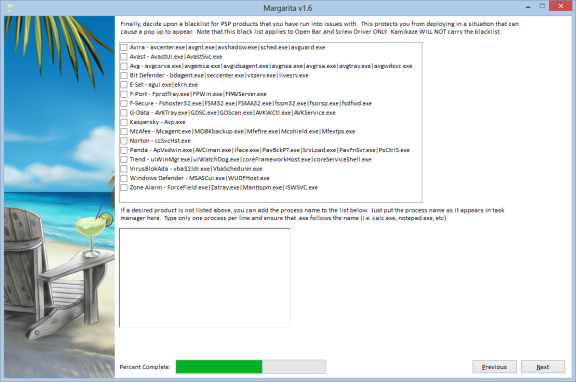 Margarita v1.6
Finally, decide upon a blacklist for PSP products that you have run into issues with. This protects you from deploying in a situation that can
cause a pop up to appear. Note that this black list applies to Open Bar and Screw Driver ONLY. Kamikaze WILL NOT carry the blacklist.
Avira - avcenter.exe|avgnt.exe|avshadow.exe|sched.exe|avguard.exe
Avast - AvastUI.exe|AvastSvc.exe
Avg - avgcsrva.exe|avgemca.exe|avgidsagent.exe|avgnsa.exe|avgrsa.exe|avgtray.exe|avgwdsvc.exe
Bit Defender - bdagent.exe|seccenter.exe|vsserv.exe|livesrv.exe
E-Set - egui.exe|ekrn.exe
F-Port - FprotTray.exe|FPWin.exe|FPAVServer.exe
F-Secure - Fshoster32.exe|FSM32.exe|FSMA32.exe|fssm32.exe|fsorsp.exe|fsdfwd.exe
G-Data - AVKTray.exe|GDSC.exe|GDScan.exe|AVKWCtl.exe|AVKService.exe
Kaspersky - Avp.exe
McAfee - Mcagent.exe|MOBKbackup.exe|Mfefire.exe|Mcshield.exe|Mfevtps.exe
Norton - ccSvcHst.exe
Panda - ApVxdwin.exe|AVCiman.exe|Iface.exe|PavBckPT.exe|SrvLoad.exe|PavFnSvr.exe|PsCtrlS.exe
Trend - uiWinMgr.exe|uiWatchDog.exe|coreFrameworkHost.exe|coreServiceShell.exe
VirusBlokAda - vba32ldr.exe|VbaScheduler.exe
Windows Defender - MSASCui.exe|WUDFHost.exe
Zone Alarm - ForceField.exe|Zatray.exe|Mantispm.exe|ISWSVC.exe
If a desired product is not listed above, you can add the process name to the list below. Just put the process name as it appears in task
manager here. Type only one process per line and ensure that .exe follows the name (i.e. calc.exe, notepad.exe, etc).
Percent Complete:
Previous
Next